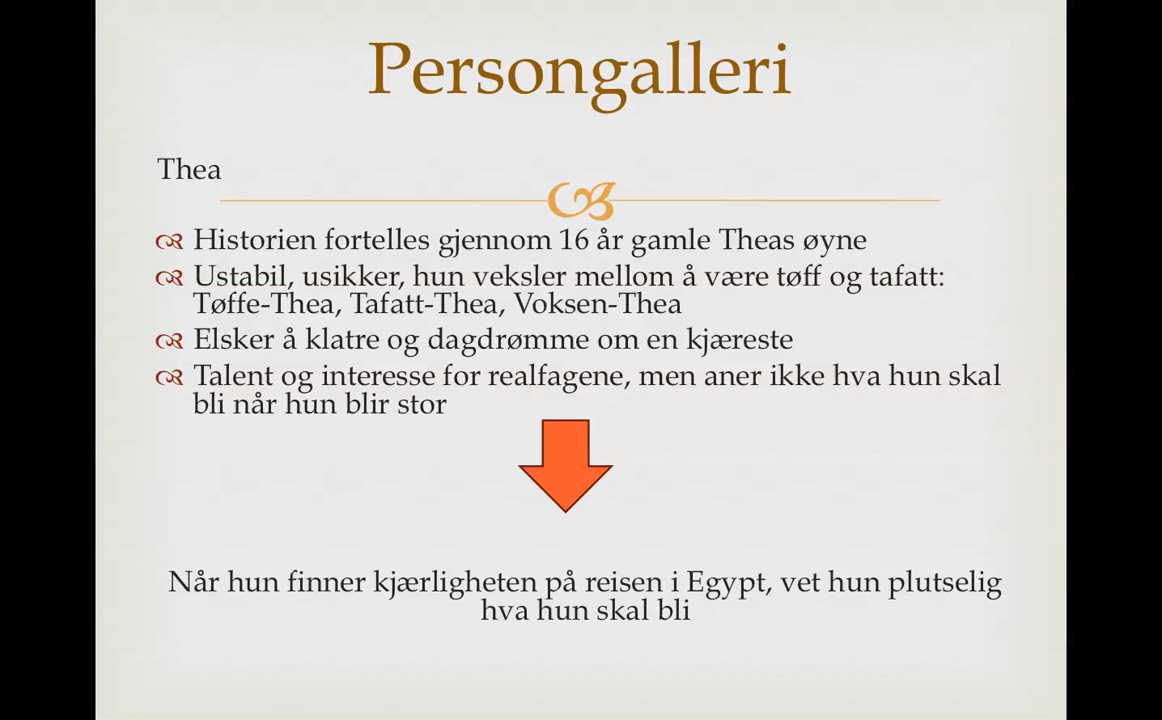 Persongalleri
Thea
Historien fortelles gjennom 16 år gamle Theas øyne
Ustabil, usikker, hun veksler mellom å være tøff og tafatt:
Tøffe-Thea, Tafatt-Thea, Voksen-Thea
Elsker å klatre og dagdrømme om en kjæreste
Talent og interesse for realfagene, men aner ikke hva hun skal
bli når hun blir stor
Når hun finner kjærligheten på reisen i Egypt, vet hun plutselig
hva hun skal bli